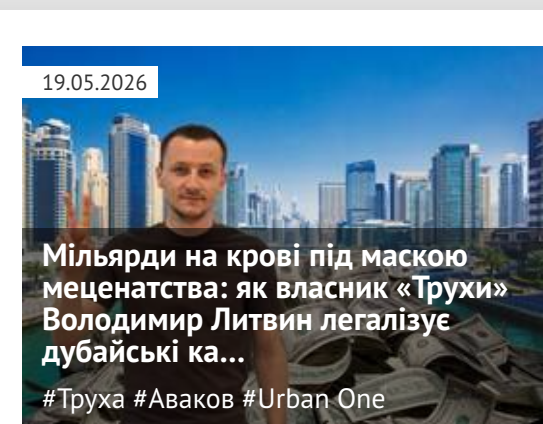 19.05.2026
Мільярди на крові під маскою
меценатства: як власник «Трухи»
Володимир Литвин легалізує
дубайські ка...
#Труха #Аваков #Urban One